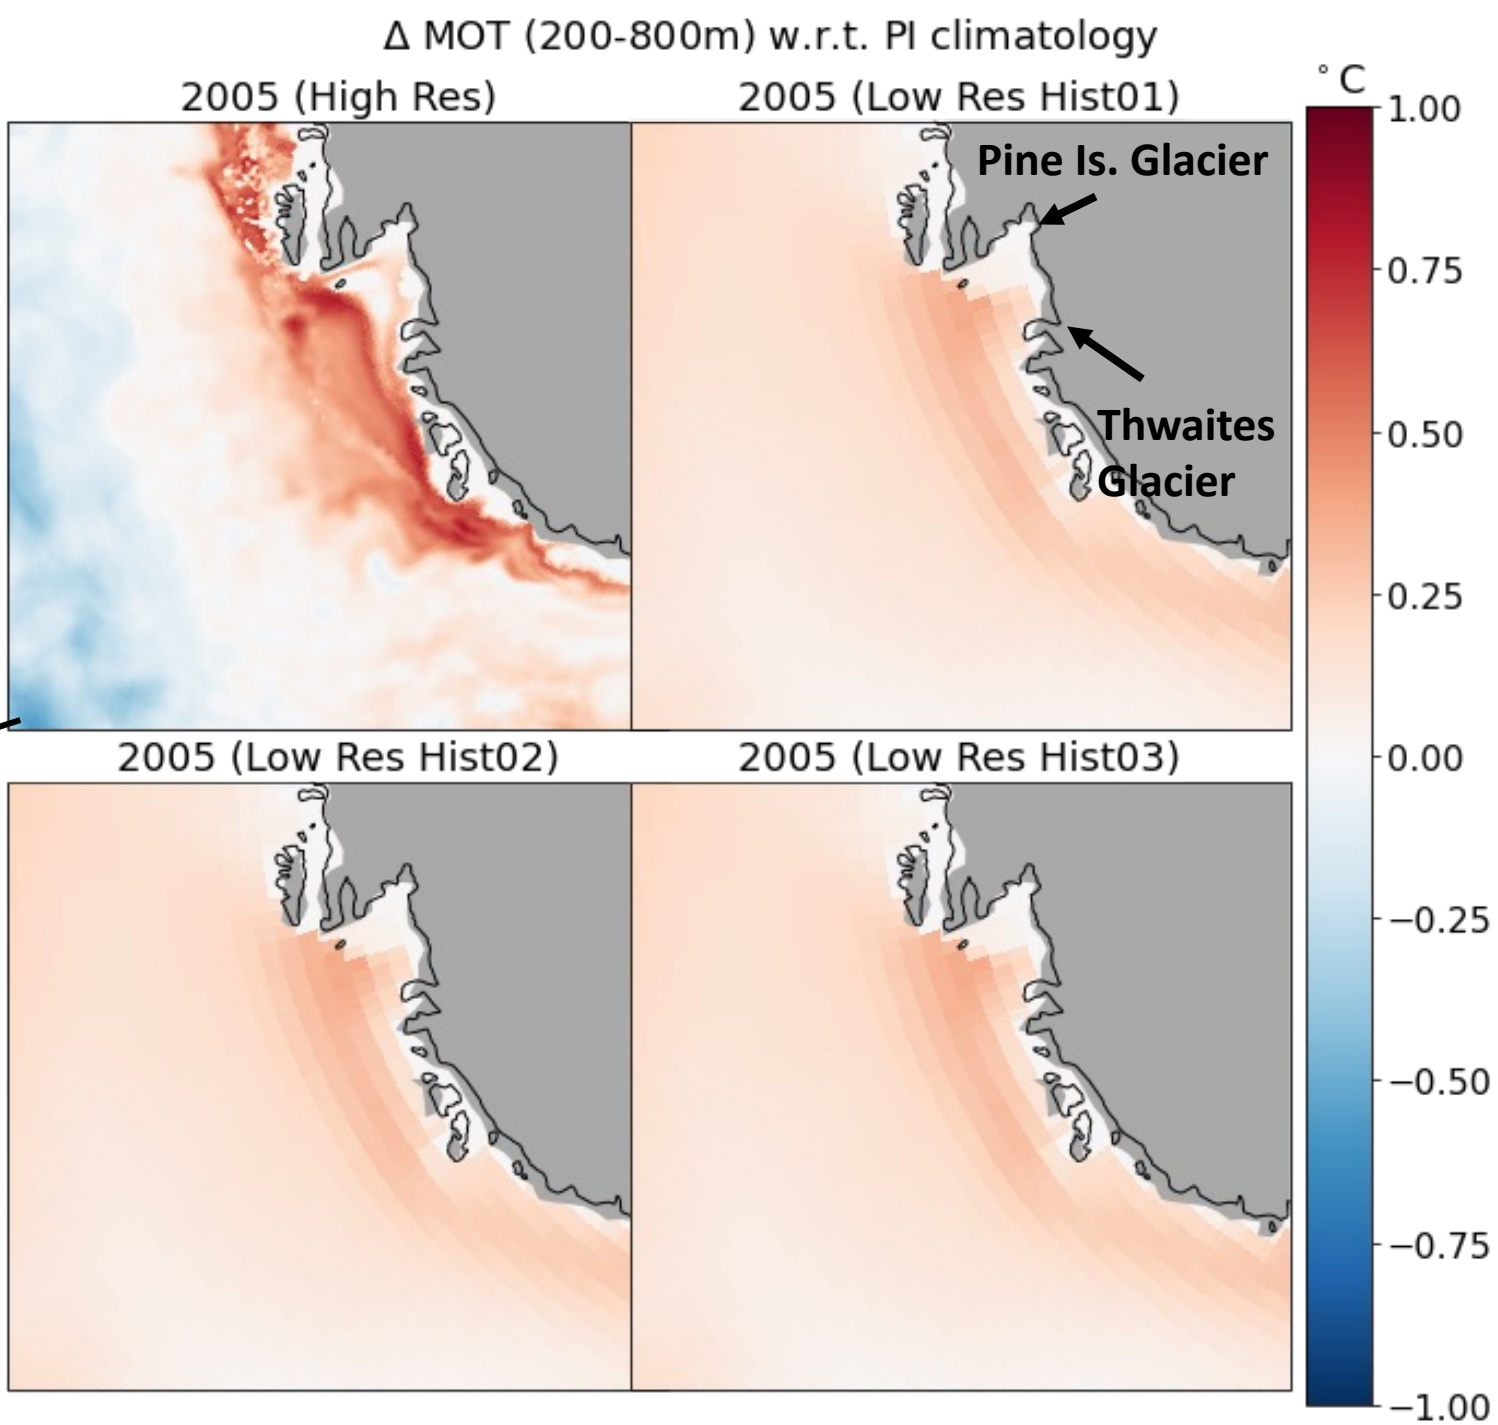 Δ MOT (200-800m) w.r.t. PI climatology
2005 (High Res)
2005 (Low Res Hist01)
°C
Pine Is. Glacier
Thwaites
Glacier
2005 (Low Res Hist02)
2005 (Low Res Hist03)
1.00
0.75
0.50
0.25
0.00
−0.25
−0.50
−0.75
−1.00